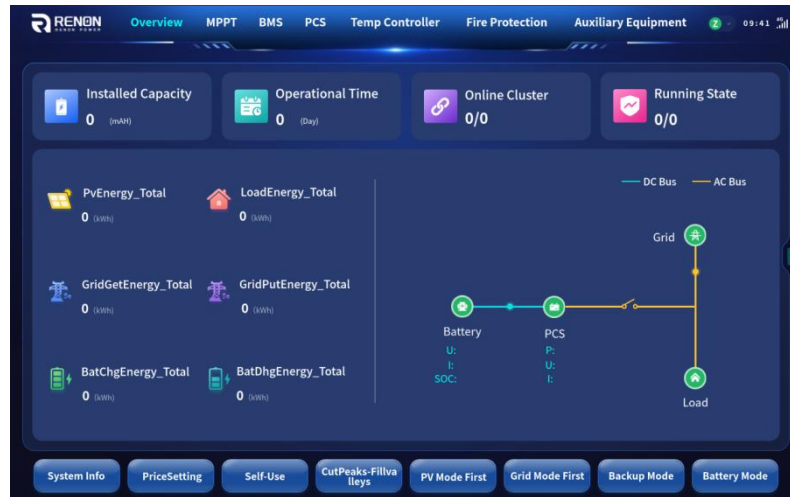 RENON
RENON POWER
Overview MPPT BMS PCS Temp Controller Fire Protection Auxiliary Equipment Z 09:41 4G
Installed Capacity
0 (mAH)
Operational Time
0 (Day)
Online Cluster
0/0
Running State
0/0
PvEnergy_Total
0 (kWh)
LoadEnergy_Total
0 (kWh)
GridGetEnergy_Total
0 (kWh)
GridPutEnergy_Total
0 (kWh)
BatChgEnergy_Total
0 (kWh)
BatDhgEnergy_Total
0 (kWh)
DC Bus AC Bus
Grid
Battery
U:
I:
SOC:
PCS
P:
U:
I:
Load
System Info
PriceSetting
Self-Use
CutPeaks-Fillva
lleys
PV Mode First
Grid Mode First
Backup Mode
Battery Mode